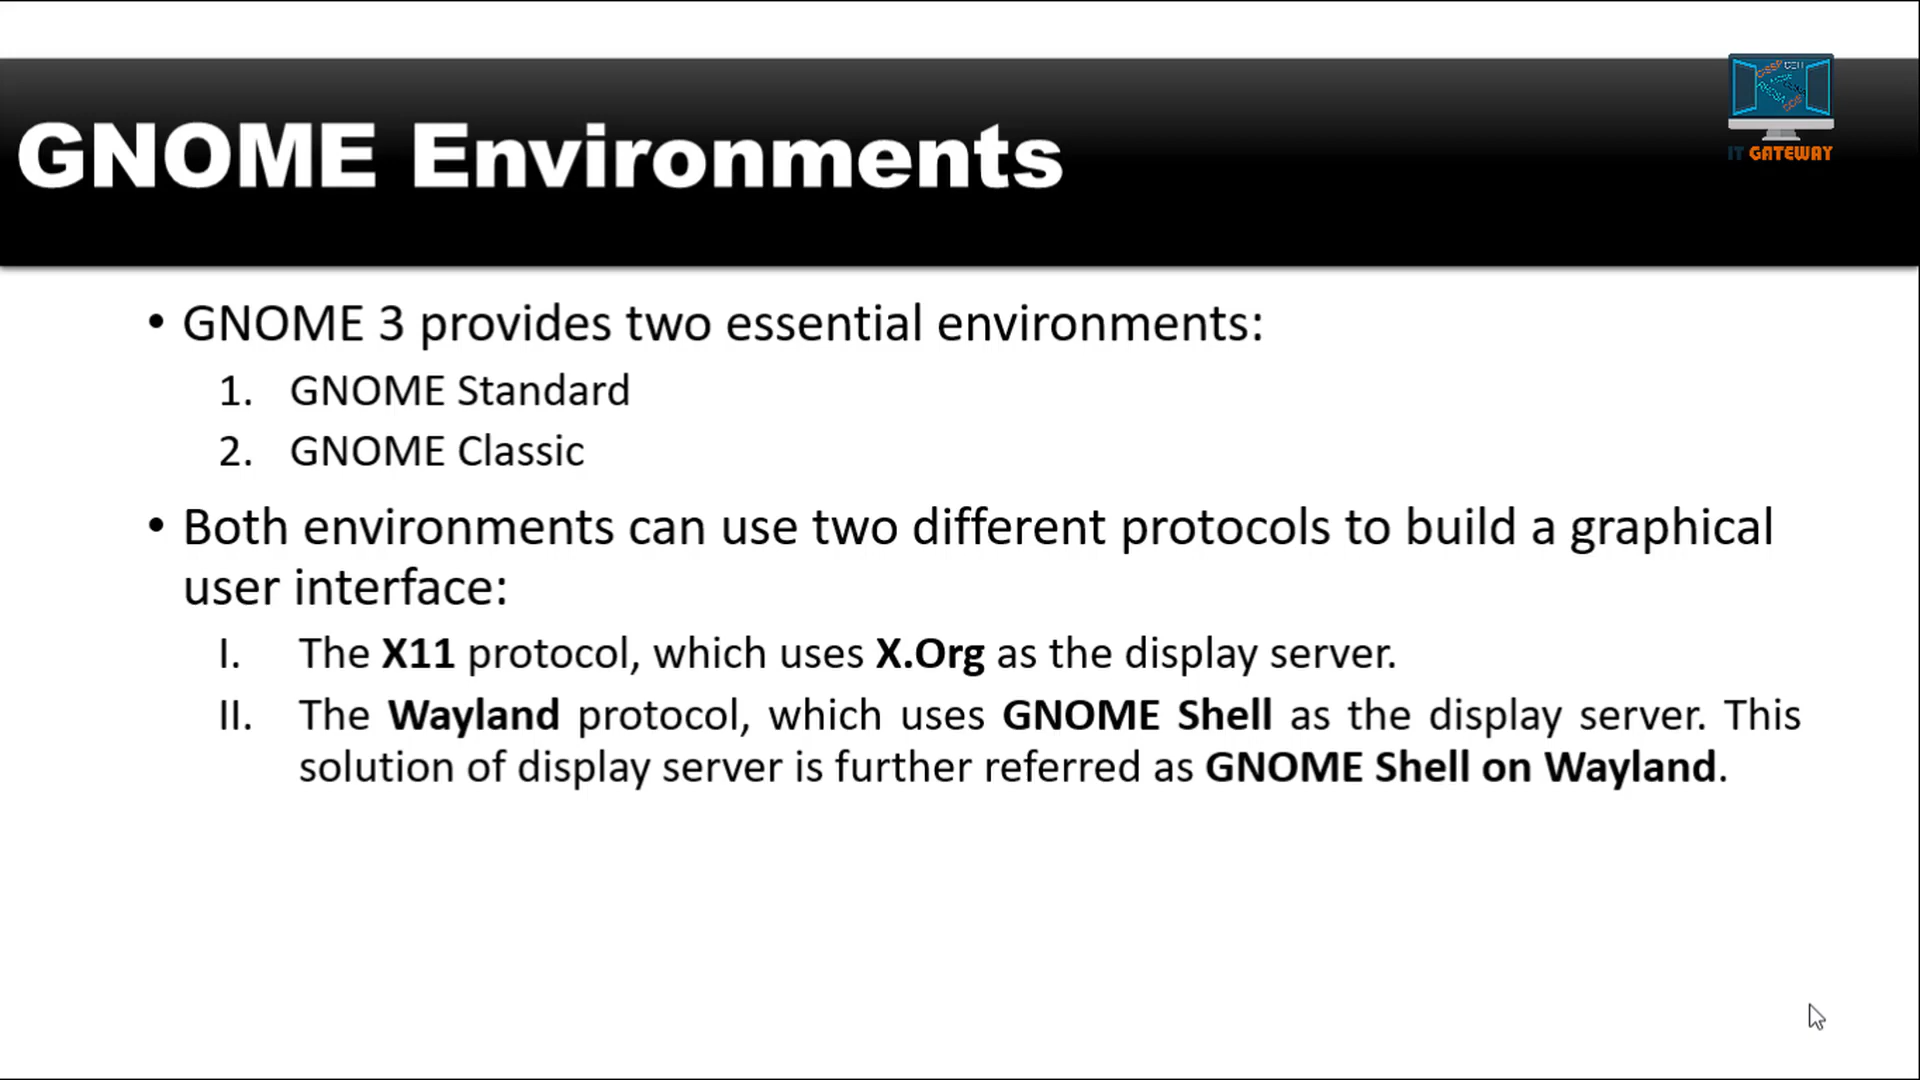 GNOME Environments
IT GATEWAY
• GNOME 3 provides two essential environments:
1. GNOME Standard
2. GNOME Classic
• Both environments can use two different protocols to build a graphical
user interface:
I. The X11 protocol, which uses X.Org as the display server.
II. The Wayland protocol, which uses GNOME Shell as the display server. This
solution of display server is further referred as GNOME Shell on Wayland.